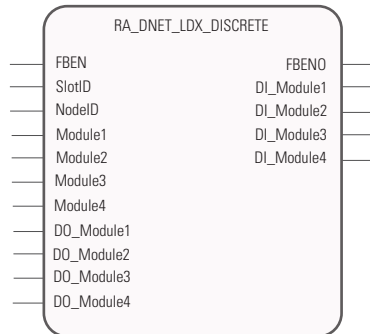 RA_DNET_LDX_DISCRETE
FBEN FBENO
SlotID DI_Module1
NodeID DI_Module2
Module1 DI_Module3
Module2 DI_Module4
Module3
Module4
DO_Module1
DO_Module2
DO_Module3
DO_Module4